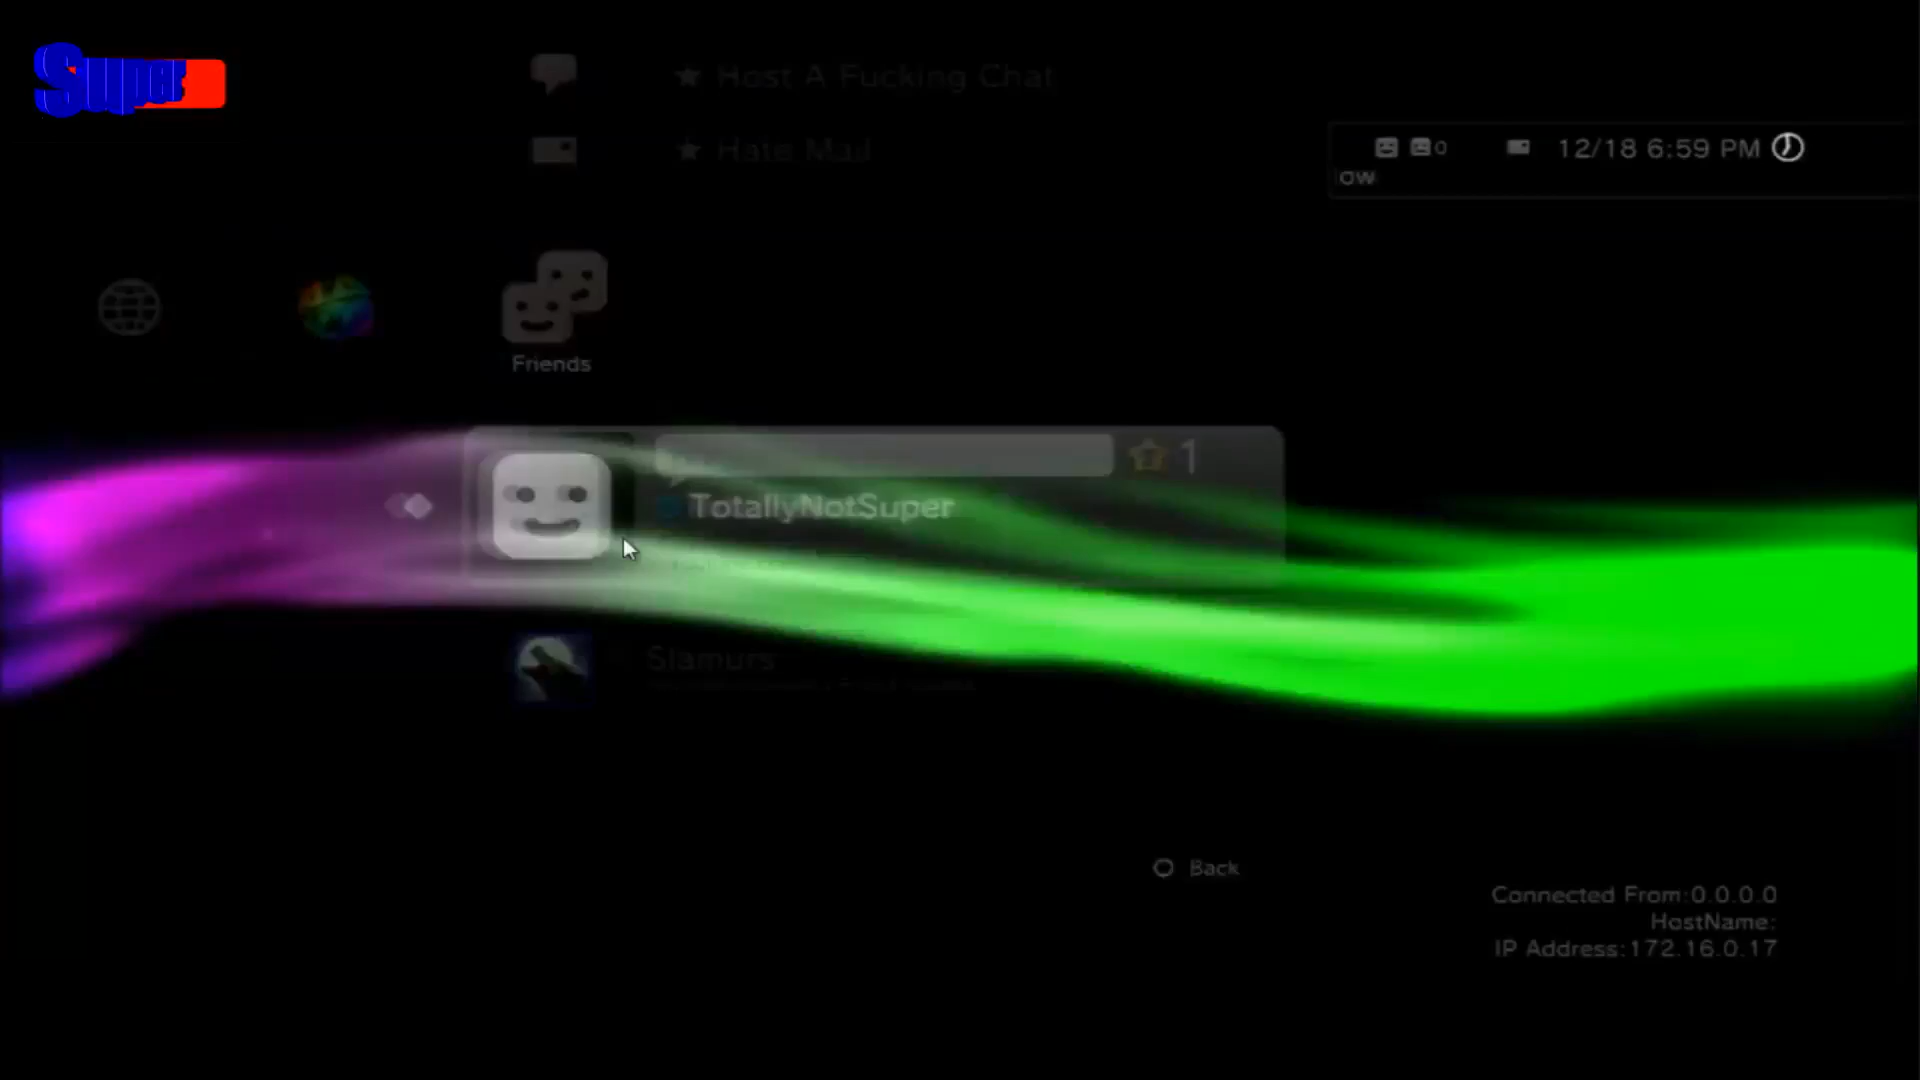 Super
★ Host A Fucking Chat
★ Hate Mail
0
12/18 6:59 PM
ow
Friends
1
TotallyNotSuper
Slamurs
Back
Connected From:0.0.0.0
HostName:
IP Address:172.16.0.17